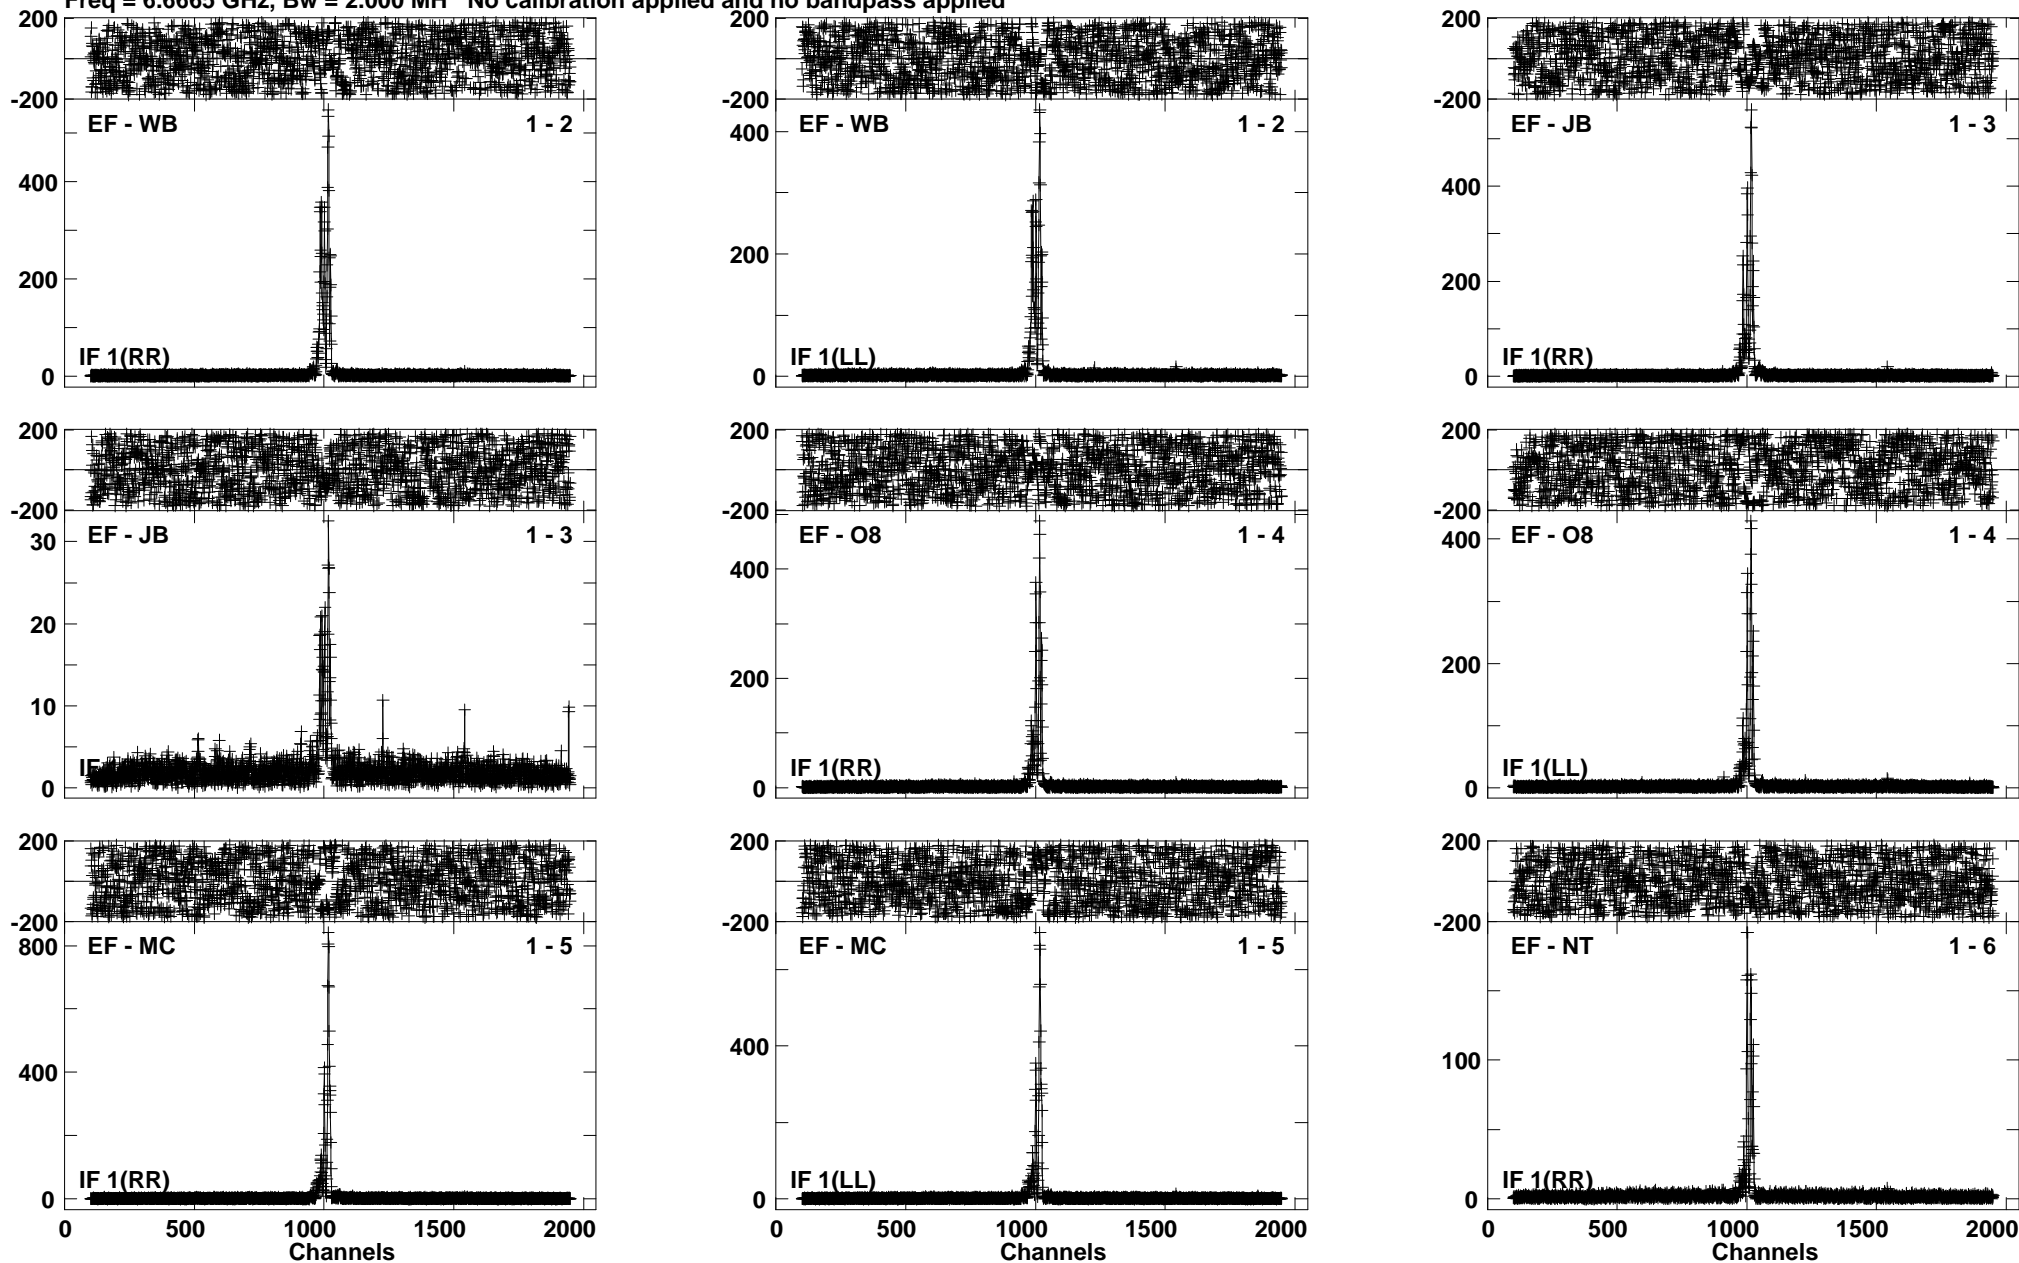 Freq = 6.6665 GHz, Bw = 2.000 MH No calibration applied and no bandpass applied
200
-200
EF - WB 1 - 2
400
200
0
IF 1(RR)
200
-200
EF - WB 1 - 2
400
200
0
IF 1(LL)
200
-200
EF - JB 1 - 3
400
200
0
IF 1(RR)
200
-200
EF - JB 1 - 3
30
20
10
0
IF
200
-200
EF - O8 1 - 4
400
200
0
IF 1(RR)
200
-200
EF - O8 1 - 4
400
200
0
IF 1(LL)
200
-200
EF - MC 1 - 5
800
400
0
IF 1(RR)
0 500 1000 1500 2000
Channels
200
-200
EF - MC 1 - 5
400
0
IF 1(LL)
0 500 1000 1500 2000
Channels
200
-200
EF - NT 1 - 6
100
0
IF 1(RR)
0 500 1000 1500 2000
Channels